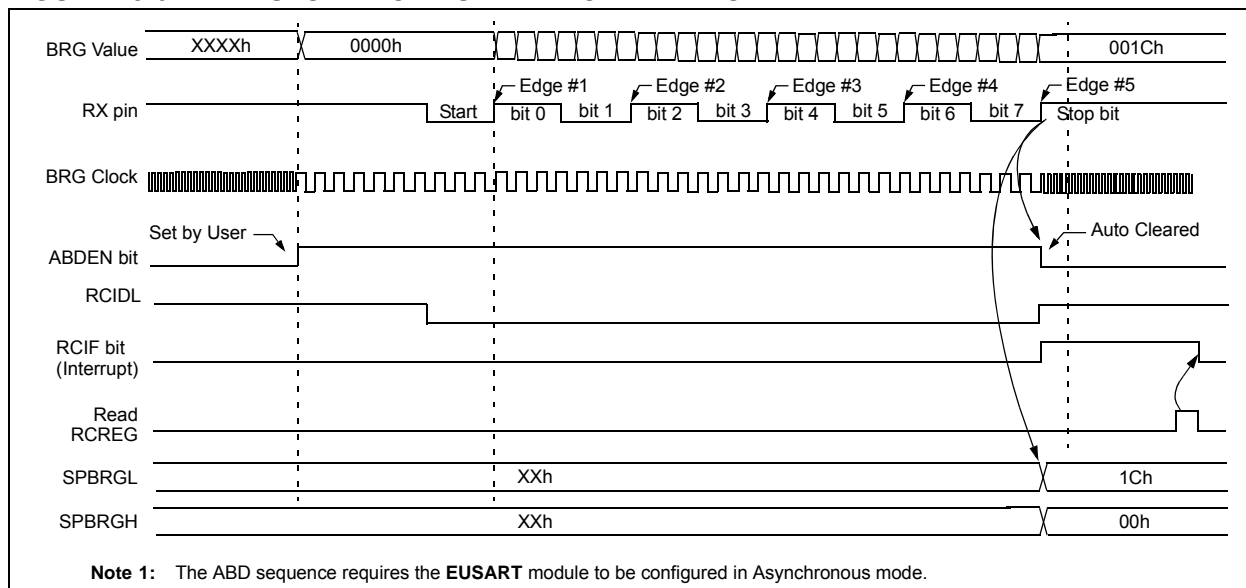 BRG Value XXXXh 0000h 001Ch
Edge #1 Edge #2 Edge #3 Edge #4 Edge #5
RX pin Start bit 0 bit 1 bit 2 bit 3 bit 4 bit 5 bit 6 bit 7 Stop bit
BRG Clock
Set by User Auto Cleared
ABDEN bit
RCIDL
RCIF bit
(Interrupt)
Read
RCREG
SPBRGL XXh 1Ch
SPBRGH XXh 00h
Note 1: The ABD sequence requires the EUSART module to be configured in Asynchronous mode.